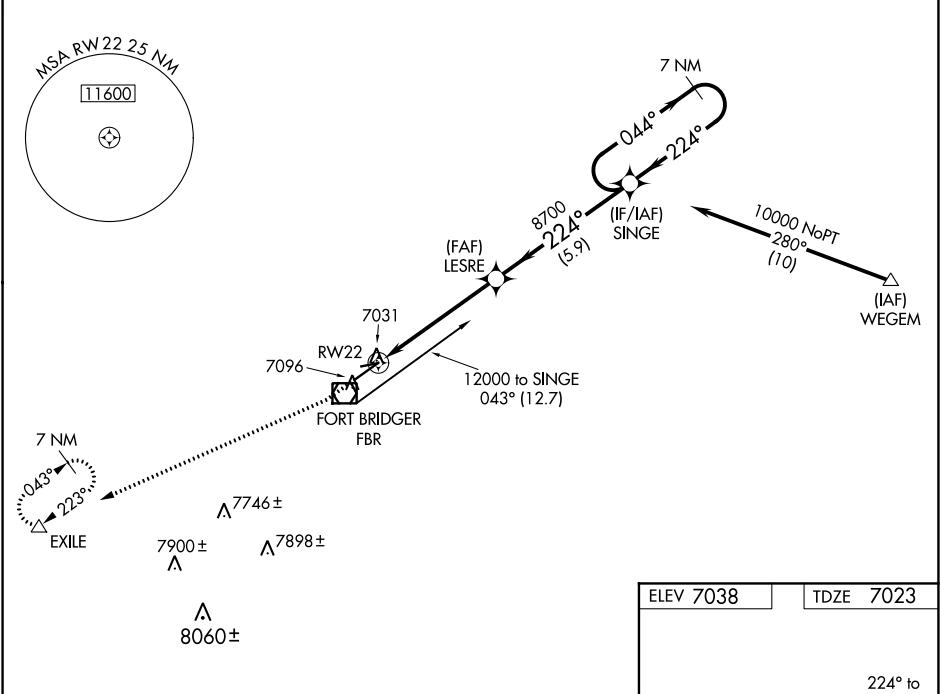 MSA RW22 25 NM
11600
7 NM
044°
224°
(IF/IAF)
SINGE
8700
224°
(5.9)
10000 NoPT
280°
(10)
(IAF)
WEGEM
(FAF)
LESRE
7031
RW22
7096
12000 to SINGE
043° (12.7)
FORT BRIDGER
FBR
7 NM
043°
223°
EXILE
7746±
7900±
7898±
8060±
ELEV 7038
TDZE 7023
224° to